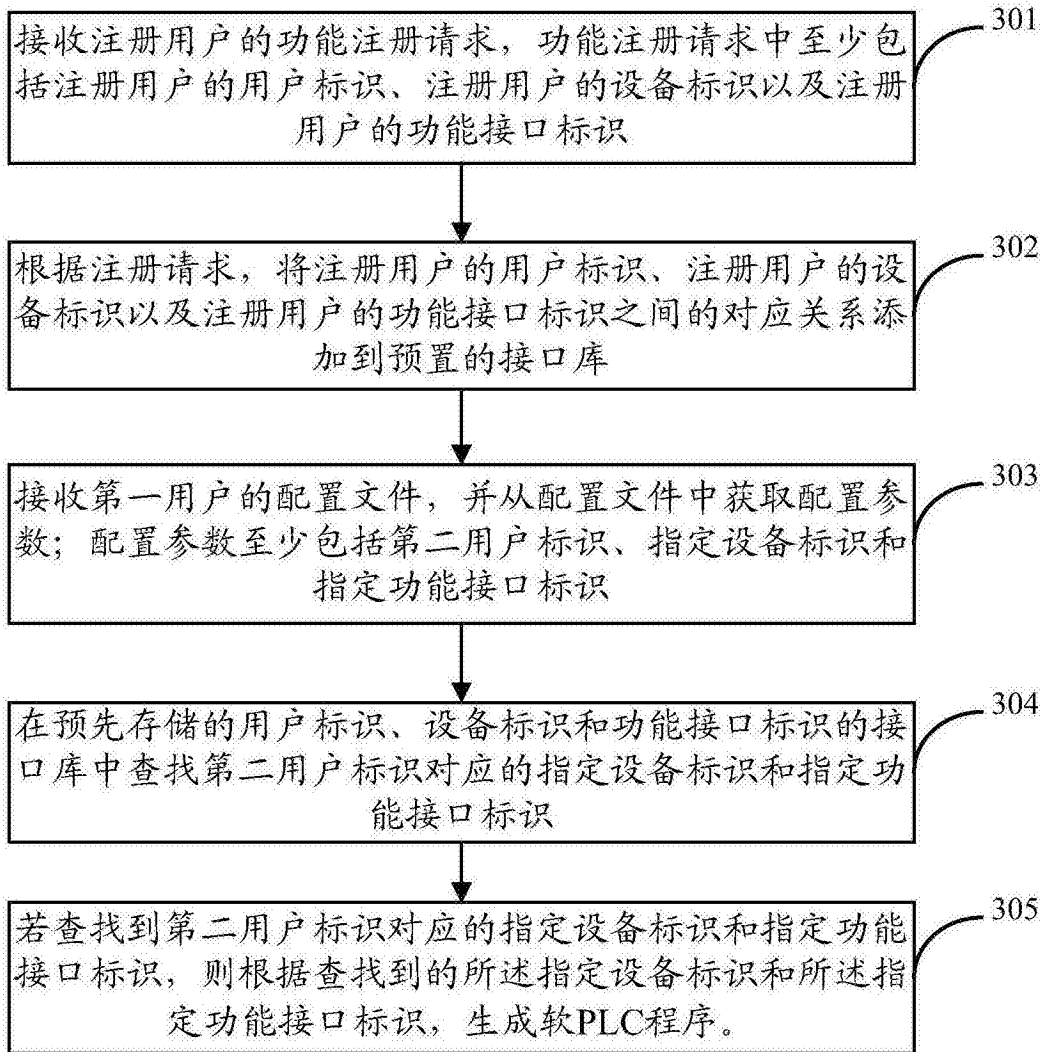 接收注册用户的功能注册请求，功能注册请求中至少包
括注册用户的用户标识、注册用户的设备标识以及注册
用户的功能接口标识
301
根据注册请求，将注册用户的用户标识、注册用户的设
备标识以及注册用户的功能接口标识之间的对应关系添
加到预置的接口库
302
接收第一用户的配置文件，并从配置文件中获取配置参
数；配置参数至少包括第二用户标识、指定设备标识和
指定功能接口标识
303
在预先存储的用户标识、设备标识和功能接口标识的接
口库中查找第二用户标识对应的指定设备标识和指定功
能接口标识
304
若查找到第二用户标识对应的指定设备标识和指定功能
接口标识，则根据查找到的所述指定设备标识和所述指
定功能接口标识，生成软PLC程序。
305